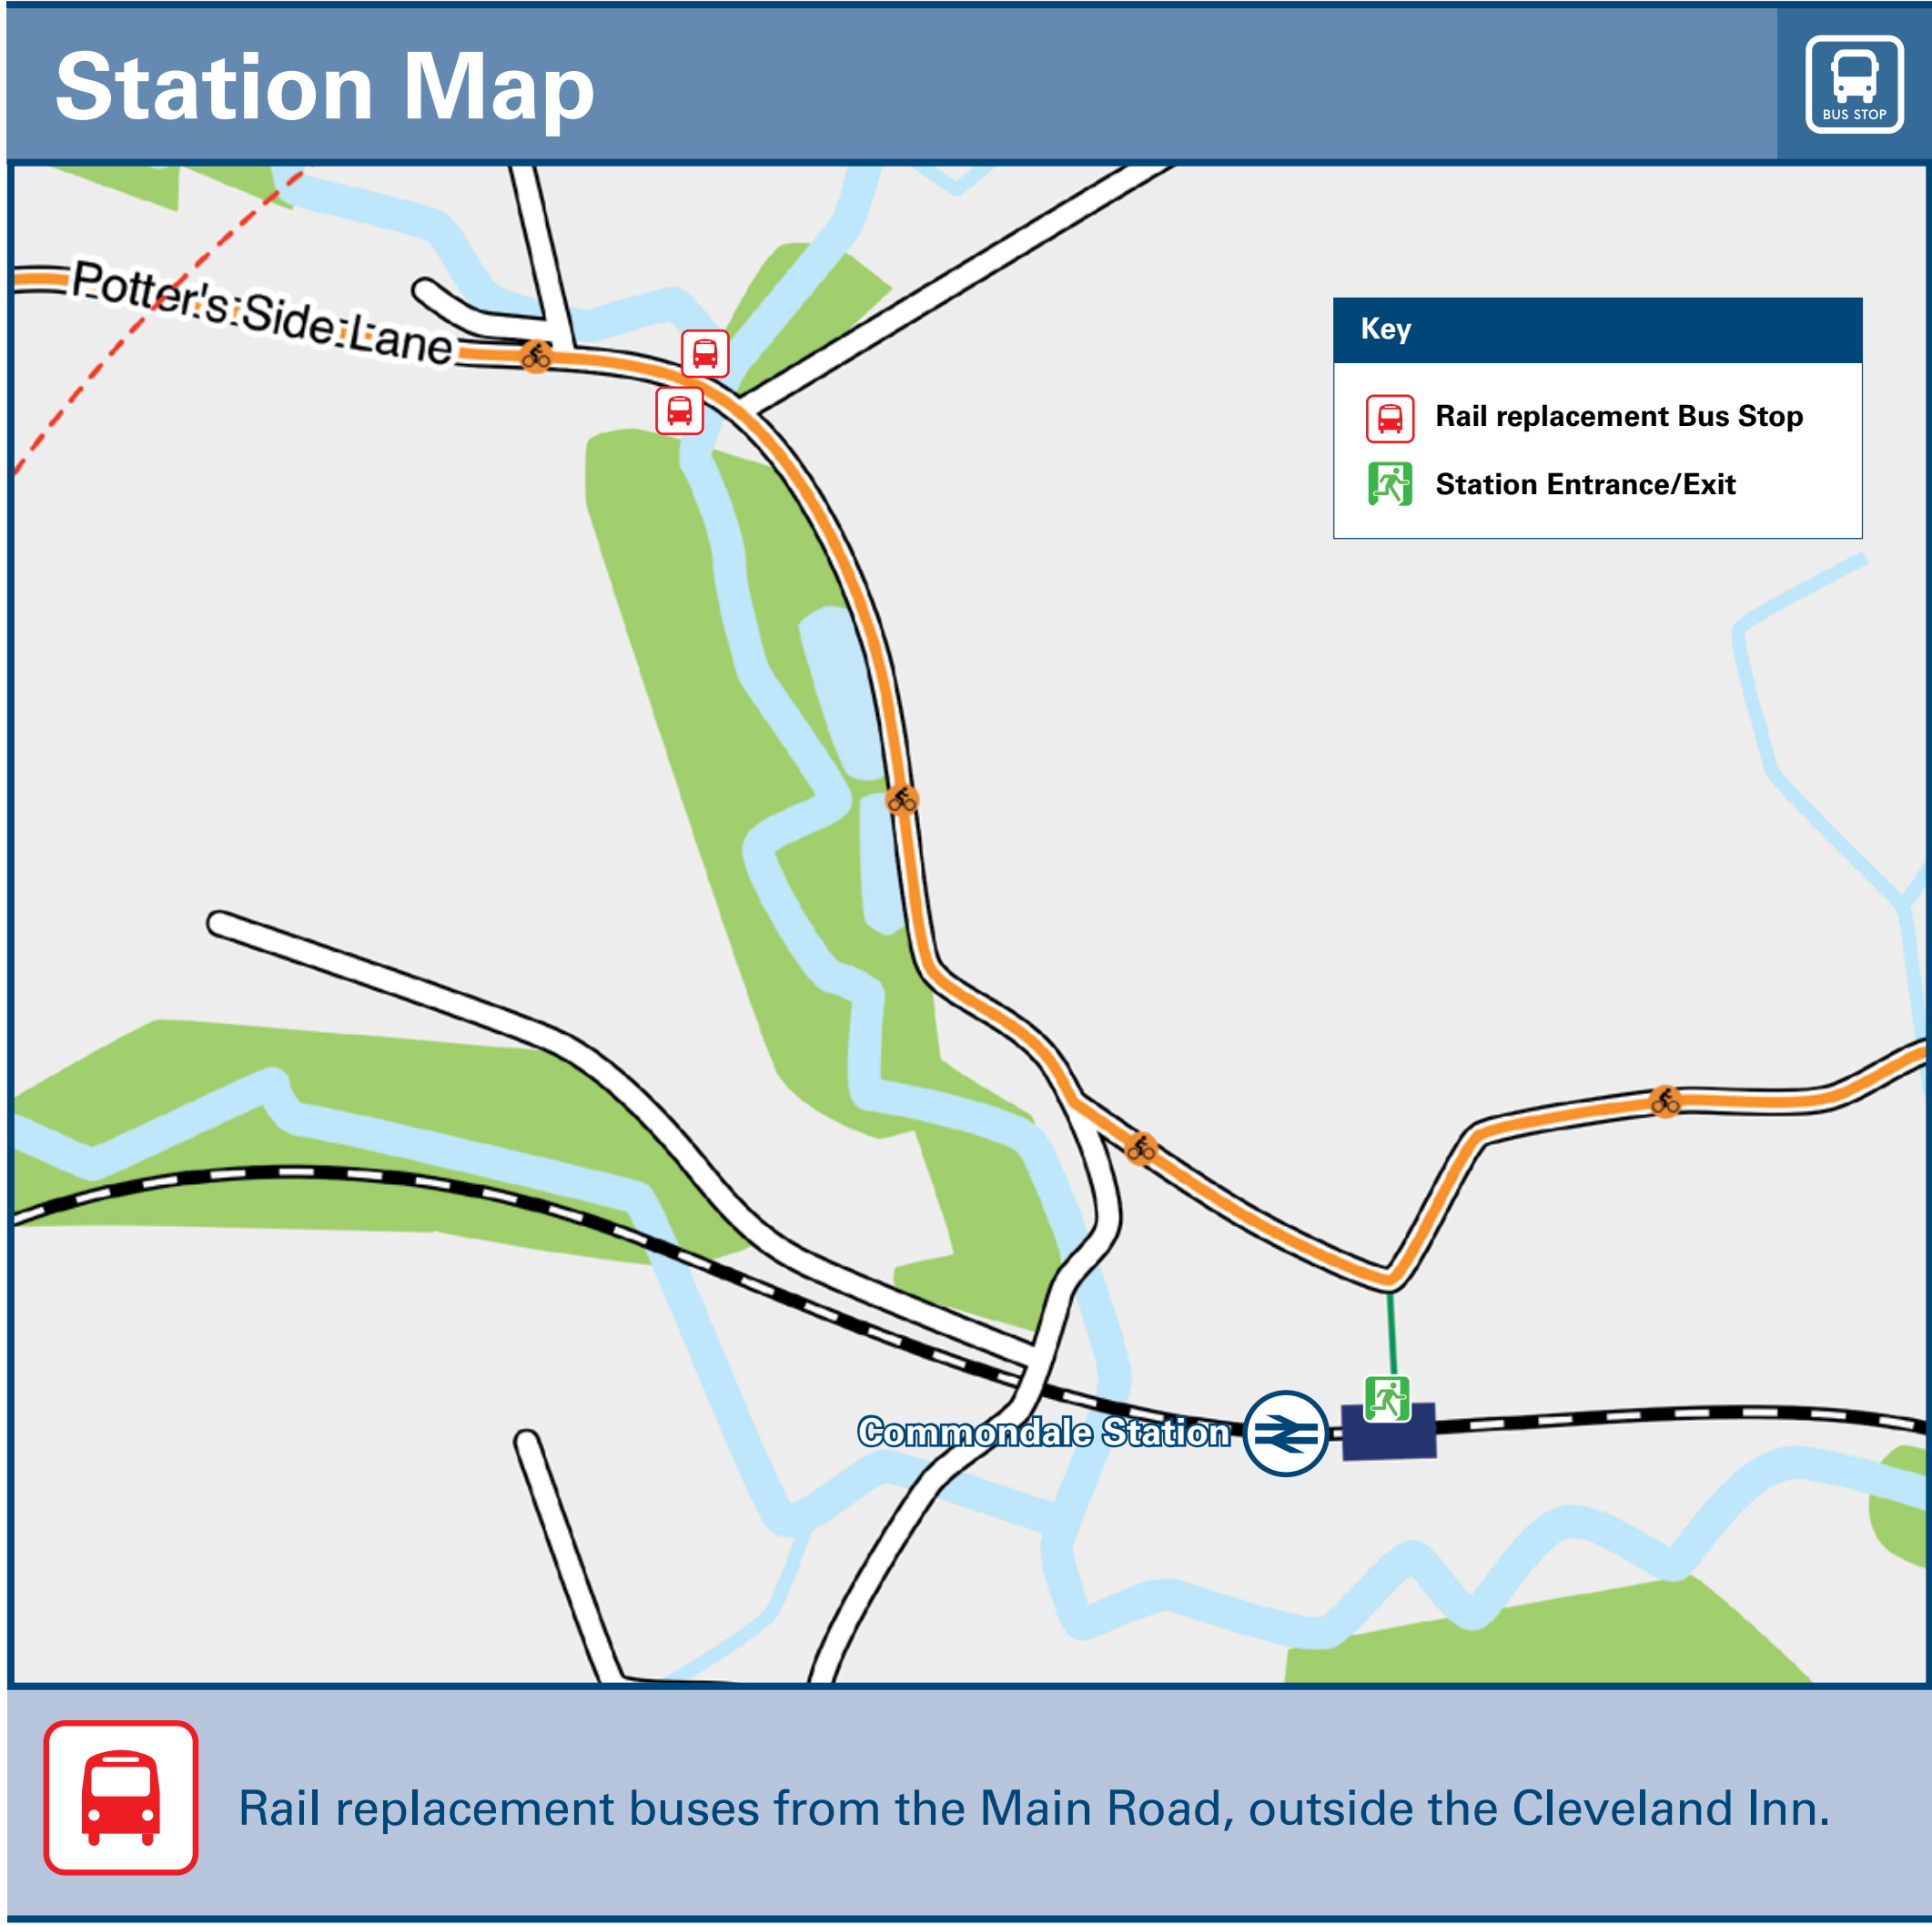 Station Map
BUS STOP
Potter's Side Lane
Key
Rail replacement Bus Stop
Station Entrance/Exit
Commondale Station
Rail replacement buses from the Main Road, outside the Cleveland Inn.